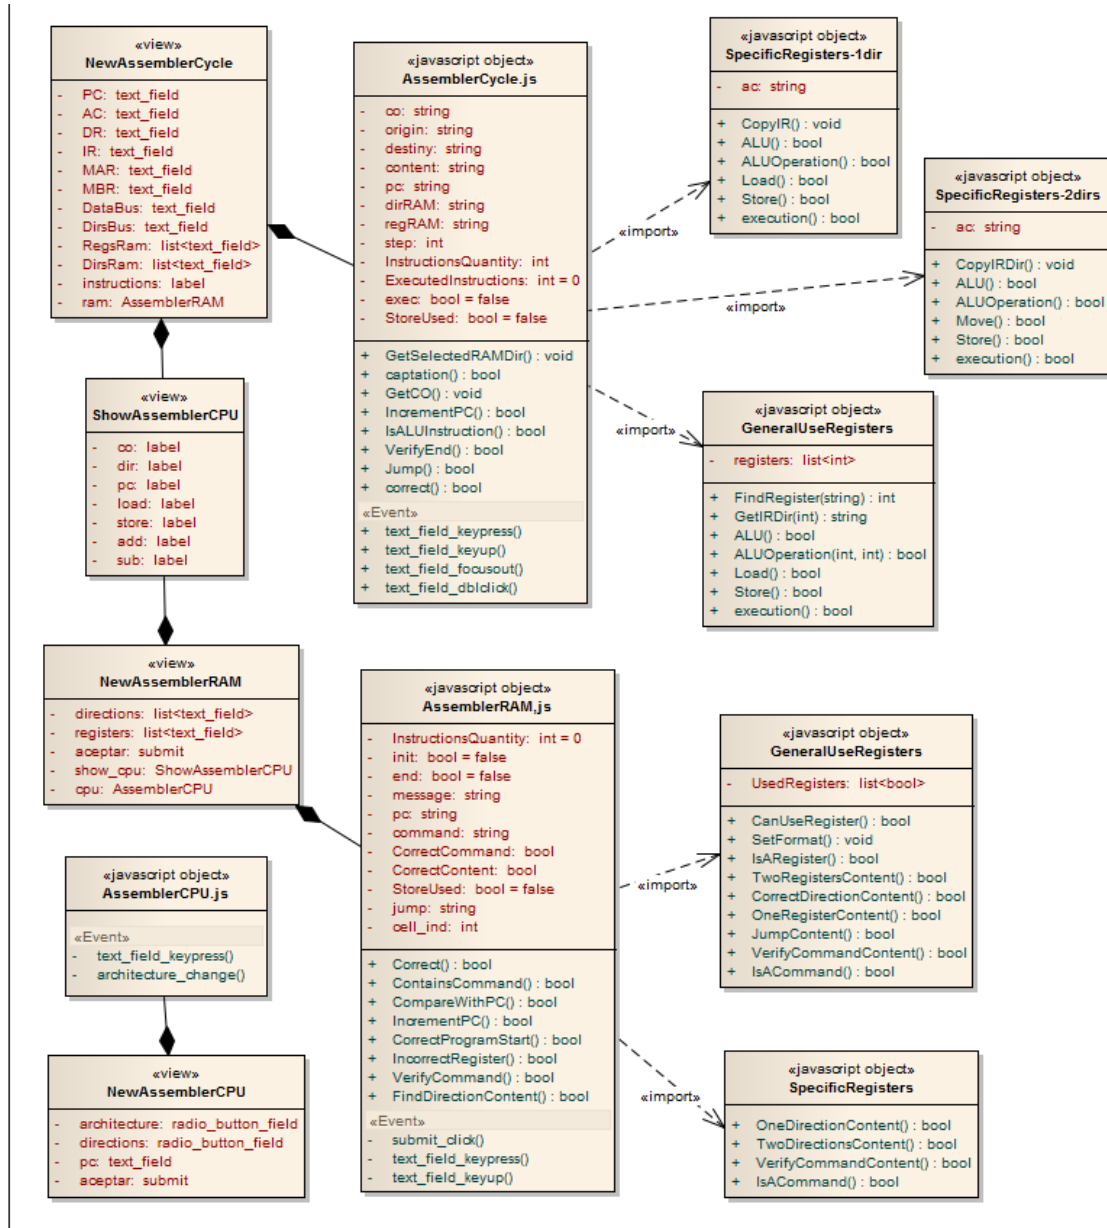 «view»
NewAssemblerCycle
- PC: text_field
- AC: text_field
- DR: text_field
- IR: text_field
- MAR: text_field
- MBR: text_field
- DataBus: text_field
- DirsBus: text_field
- RegsRam: list<text_field>
- DirsRam: list<text_field>
- instructions: label
- ram: AssemblerRAM
«javascript object»
AssemblerCycle.js
- co: string
- origin: string
- destiny: string
- content: string
- pc: string
- dirRAM: string
- regRAM: string
- step: int
- InstructionsQuantity: int
- ExecutedInstructions: int = 0
- exec: bool = false
- StoreUsed: bool = false
+ GetSelectedRAMDir() : void
+ captation() : bool
+ GetCO() : void
+ IncrementPC() : bool
+ IsALUInstruction() : bool
+ VerifyEnd() : bool
+ Jump() : bool
+ correct() : bool
«Event»
+ text_field_keypress()
+ text_field_keyup()
+ text_field_focusout()
+ text_field_dblclick()
«javascript object»
SpecificRegisters-1dir
- ac: string
+ CopyIR() : void
+ ALU() : bool
+ ALUOperation() : bool
+ Load() : bool
+ Store() : bool
+ execution() : bool
«import»
«javascript object»
SpecificRegisters-2dirs
- ac: string
+ CopyIRDir() : void
+ ALU() : bool
+ ALUOperation() : bool
+ Move() : bool
+ Store() : bool
+ execution() : bool
«import»
«import»
«javascript object»
GeneralUseRegisters
- registers: list<int>
+ FindRegister(string) : int
+ GetIRDir(int) : string
+ ALU() : bool
+ ALUOperation(int, int) : bool
+ Load() : bool
+ Store() : bool
+ execution() : bool
«view»
ShowAssemblerCPU
- co: label
- dir: label
- pc: label
- load: label
- store: label
- add: label
- sub: label
«view»
NewAssemblerRAM
- directions: list<text_field>
- registers: list<text_field>
- aceptar: submit
- show_cpu: ShowAssemblerCPU
- cpu: AssemblerCPU
«javascript object»
AssemblerRAM,js
- InstructionsQuantity: int = 0
- init: bool = false
- end: bool = false
- message: string
- pc: string
- command: string
- CorrectCommand: bool
- CorrectContent: bool
- StoreUsed: bool = false
- jump: string
- cell_ind: int
+ Correct() : bool
+ ContainsCommand() : bool
+ CompareWithPC() : bool
+ IncrementPC() : bool
+ CorrectProgramStart() : bool
+ IncorrectRegister() : bool
+ VerifyCommand() : bool
+ FindDirectionContent() : bool
«Event»
- submit_click()
- text_field_keypress()
- text_field_keyup()
«import»
«javascript object»
GeneralUseRegisters
- UsedRegisters: list<bool>
+ CanUseRegister() : bool
+ SetFormat() : void
+ IsARegister() : bool
+ TwoRegistersContent() : bool
+ CorrectDirectionContent() : bool
+ OneRegisterContent() : bool
+ JumpContent() : bool
+ VerifyCommandContent() : bool
+ IsACommand() : bool
«import»
«javascript object»
SpecificRegisters
+ OneDirectionContent() : bool
+ TwoDirectionsContent() : bool
+ VerifyCommandContent() : bool
+ IsACommand() : bool
«javascript object»
AssemblerCPU.js
«Event»
- text_field_keypress()
- architecture_change()
«view»
NewAssemblerCPU
- architecture: radio_button_field
- directions: radio_button_field
- pc: text_field
- aceptar: submit